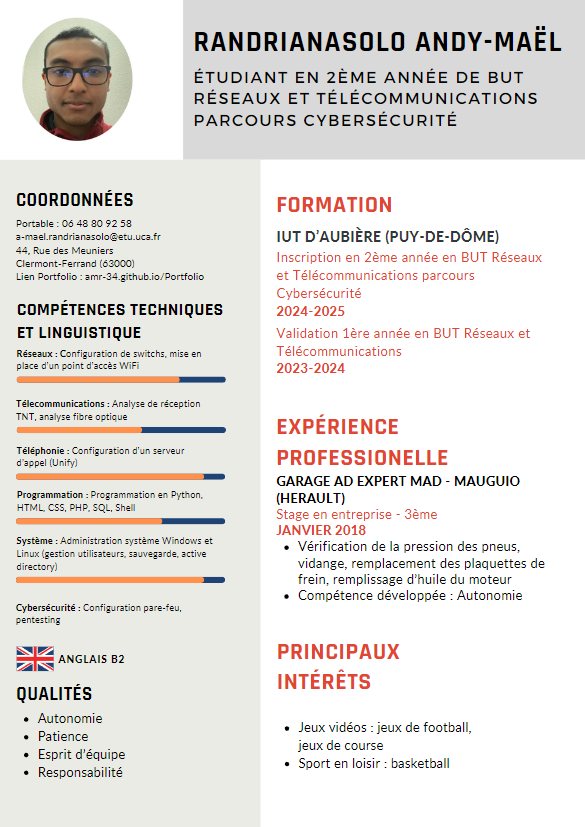 RANDRIANASOLO ANDY-MAËL
ÉTUDIANT EN 2ÈME ANNÉE DE BUT
RÉSEAUX ET TÉLÉCOMMUNICATIONS
PARCOURS CYBERSÉCURITÉ
COORDONNÉES
Portable : 06 48 80 92 58
a-mael.randrianasolo@etu.uca.fr
44, Rue des Meuniers
Clermont-Ferrand (63000)
Lien Portfolio : amr-34.github.io/Portfolio
COMPÉTENCES TECHNIQUES
ET LINGUISTIQUE
Réseaux : Configuration de switchs, mise en
place d'un point d'accès WiFi
Télecommunications : Analyse de réception
TNT, analyse fibre optique
Téléphonie : Configuration d'un serveur
d'appel (Unify)
Programmation : Programmation en Python,
HTML, CSS, PHP, SQL, Shell
Système : Administration système Windows et
Linux (gestion utilisateurs, sauvegarde, active
directory)
Cybersécurité : Configuration pare-feu,
pentesting
ANGLAIS B2
QUALITÉS
• Autonomie
• Patience
• Esprit d'équipe
• Responsabilité
FORMATION
IUT D'AUBIÈRE (PUY-DE-DÔME)
Inscription en 2ème année en BUT Réseaux
et Télécommunications parcours
Cybersécurité
2024-2025
Validation 1ère année en BUT Réseaux et
Télécommunications
2023-2024
EXPÉRIENCE
PROFESSIONELLE
GARAGE AD EXPERT MAD - MAUGUIO
(HERAULT)
Stage en entreprise - 3ème
JANVIER 2018
• Vérification de la pression des pneus,
vidange, remplacement des plaquettes de
frein, remplissage d'huile du moteur
• Compétence développée : Autonomie
PRINCIPAUX
INTÉRÊTS
• Jeux vidéos : jeux de football,
jeux de course
• Sport en loisir : basketball